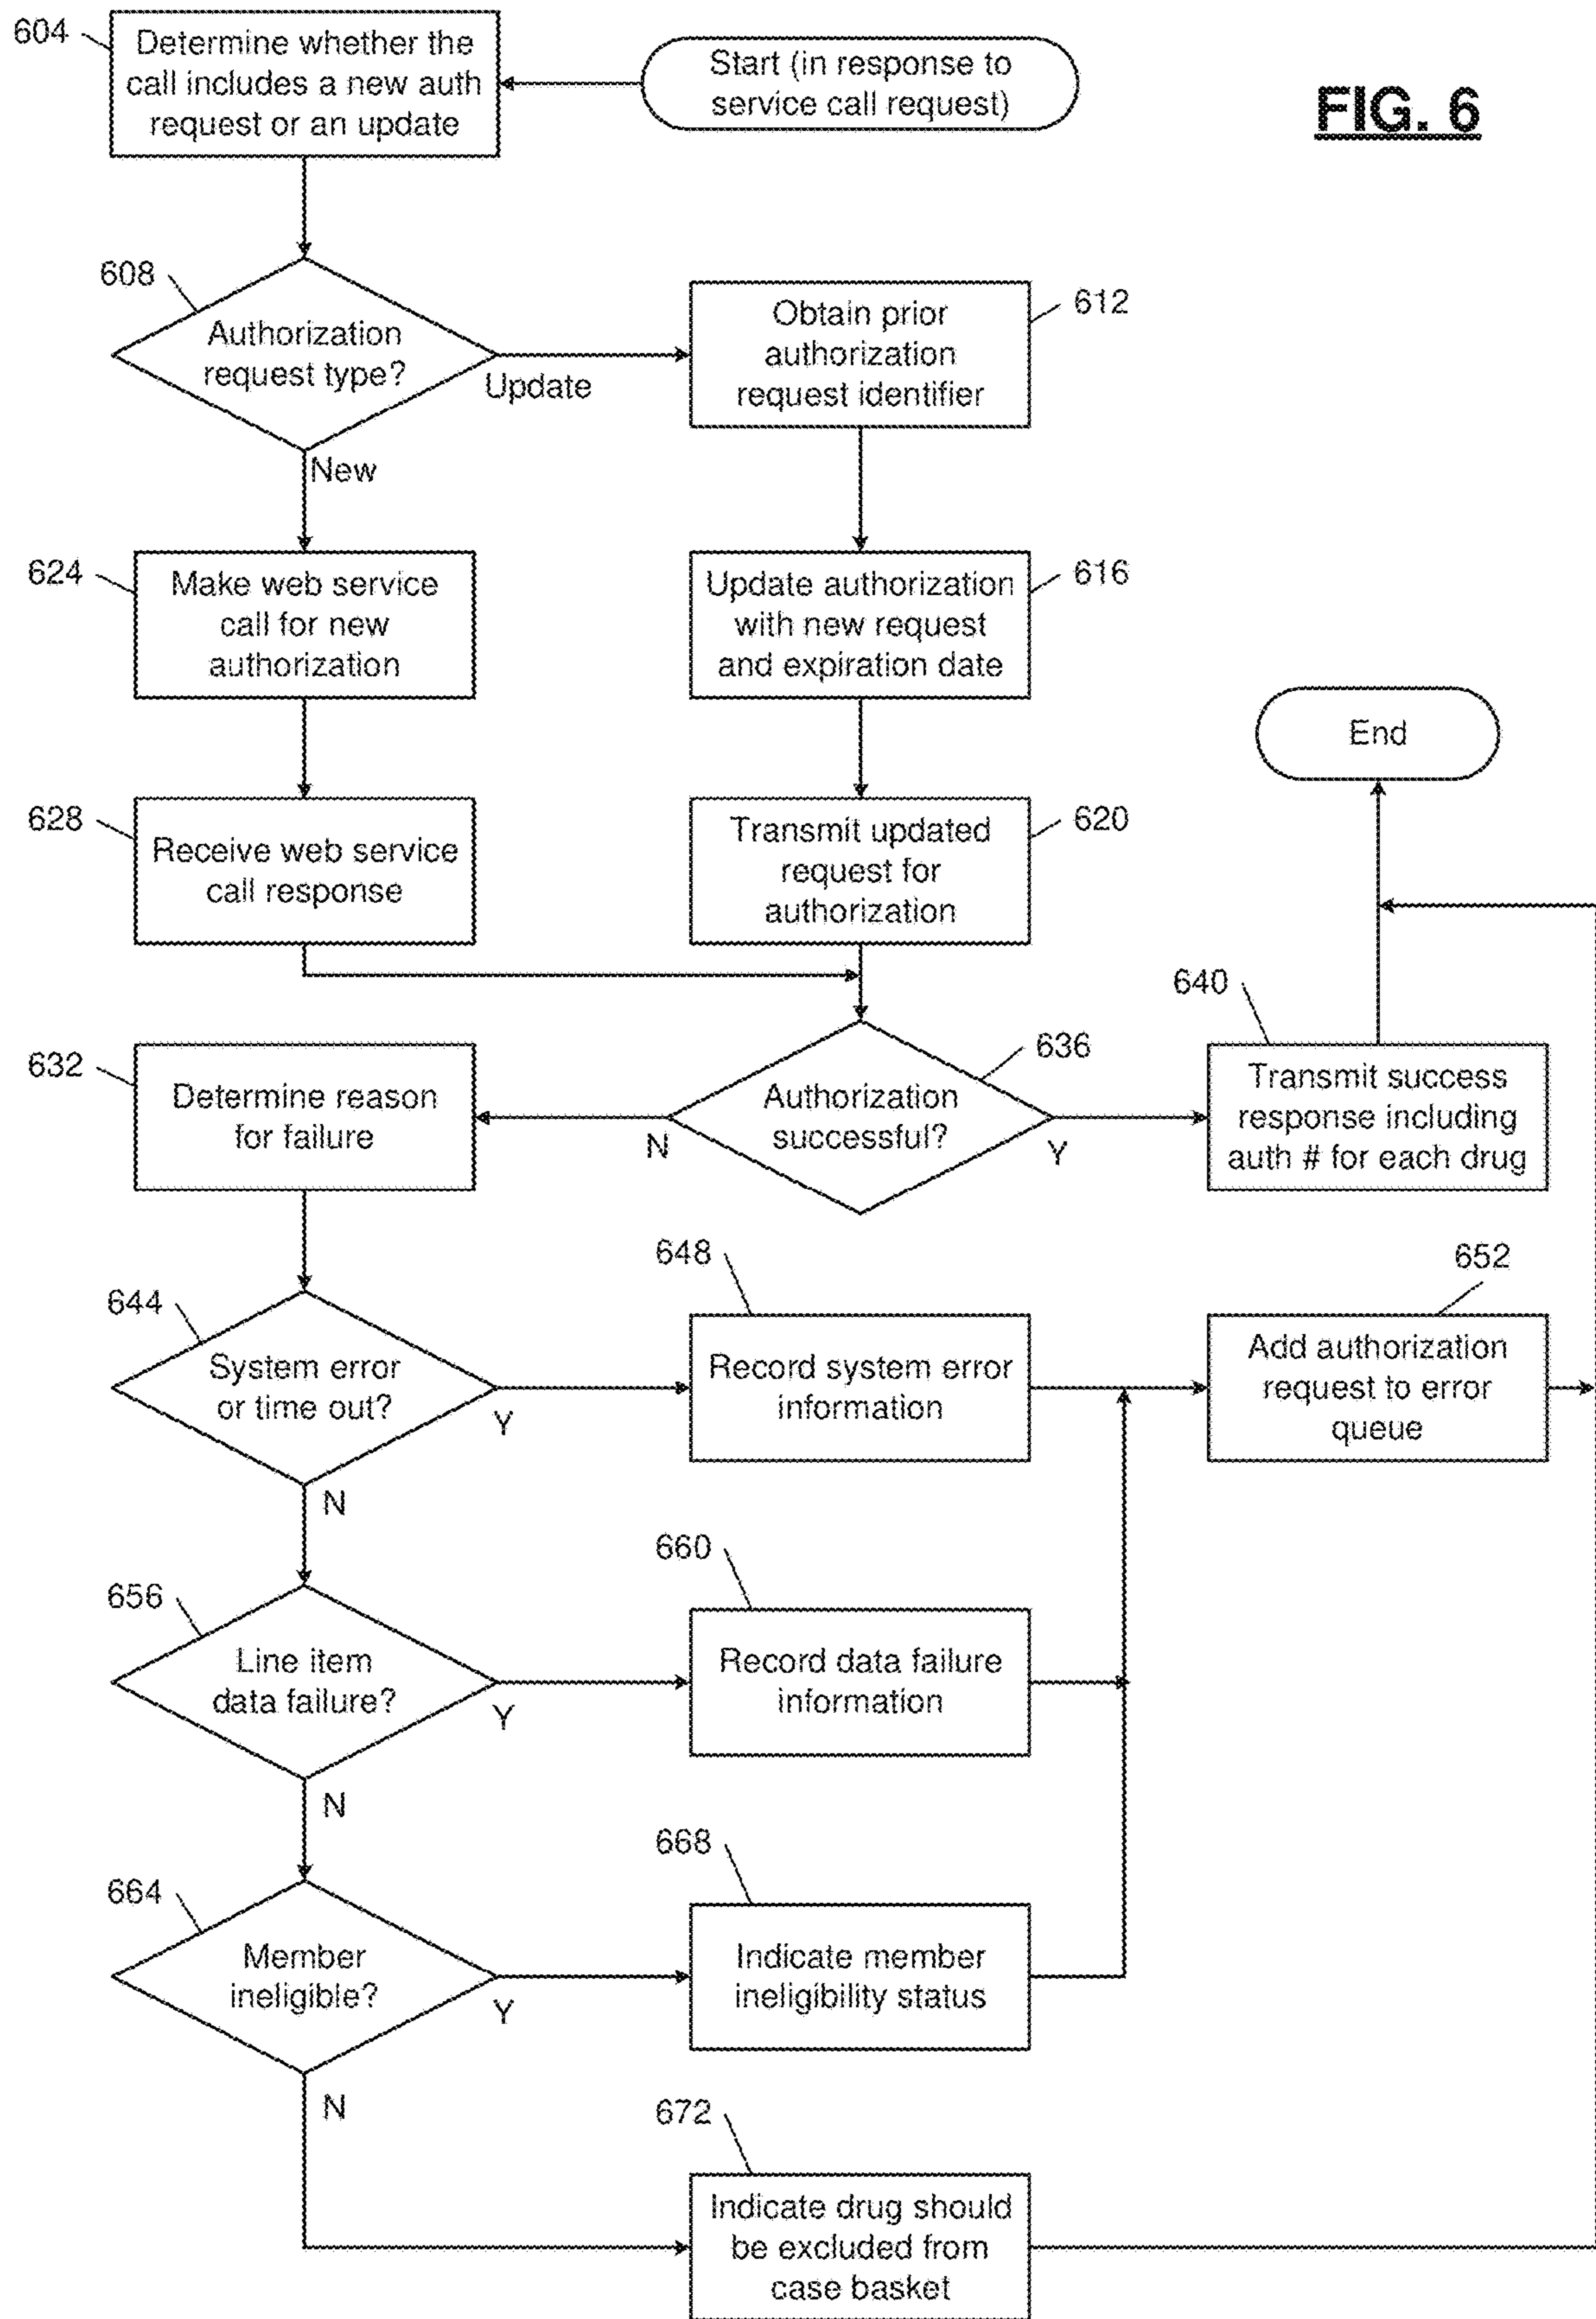 604
Determine whether the
call includes a new auth
request or an update
Start (in response to
service call request)
FIG. 6
608
Authorization
request type?
Update
New
Obtain prior
authorization
request identifier
612
624
Make web service
call for new
authorization
Update authorization
with new request
and expiration date
616
End
628
Receive web service
call response
Transmit updated
request for
authorization
620
632
Determine reason
for failure
636
Authorization
successful?
N
Y
640
Transmit success
response including
auth # for each drug
644
System error
or time out?
Y
N
648
Record system error
information
652
Add authorization
request to error
queue
656
Line item
data failure?
Y
N
660
Record data failure
information
664
Member
ineligible?
Y
N
668
Indicate member
ineligibility status
672
Indicate drug should
be excluded from
case basket